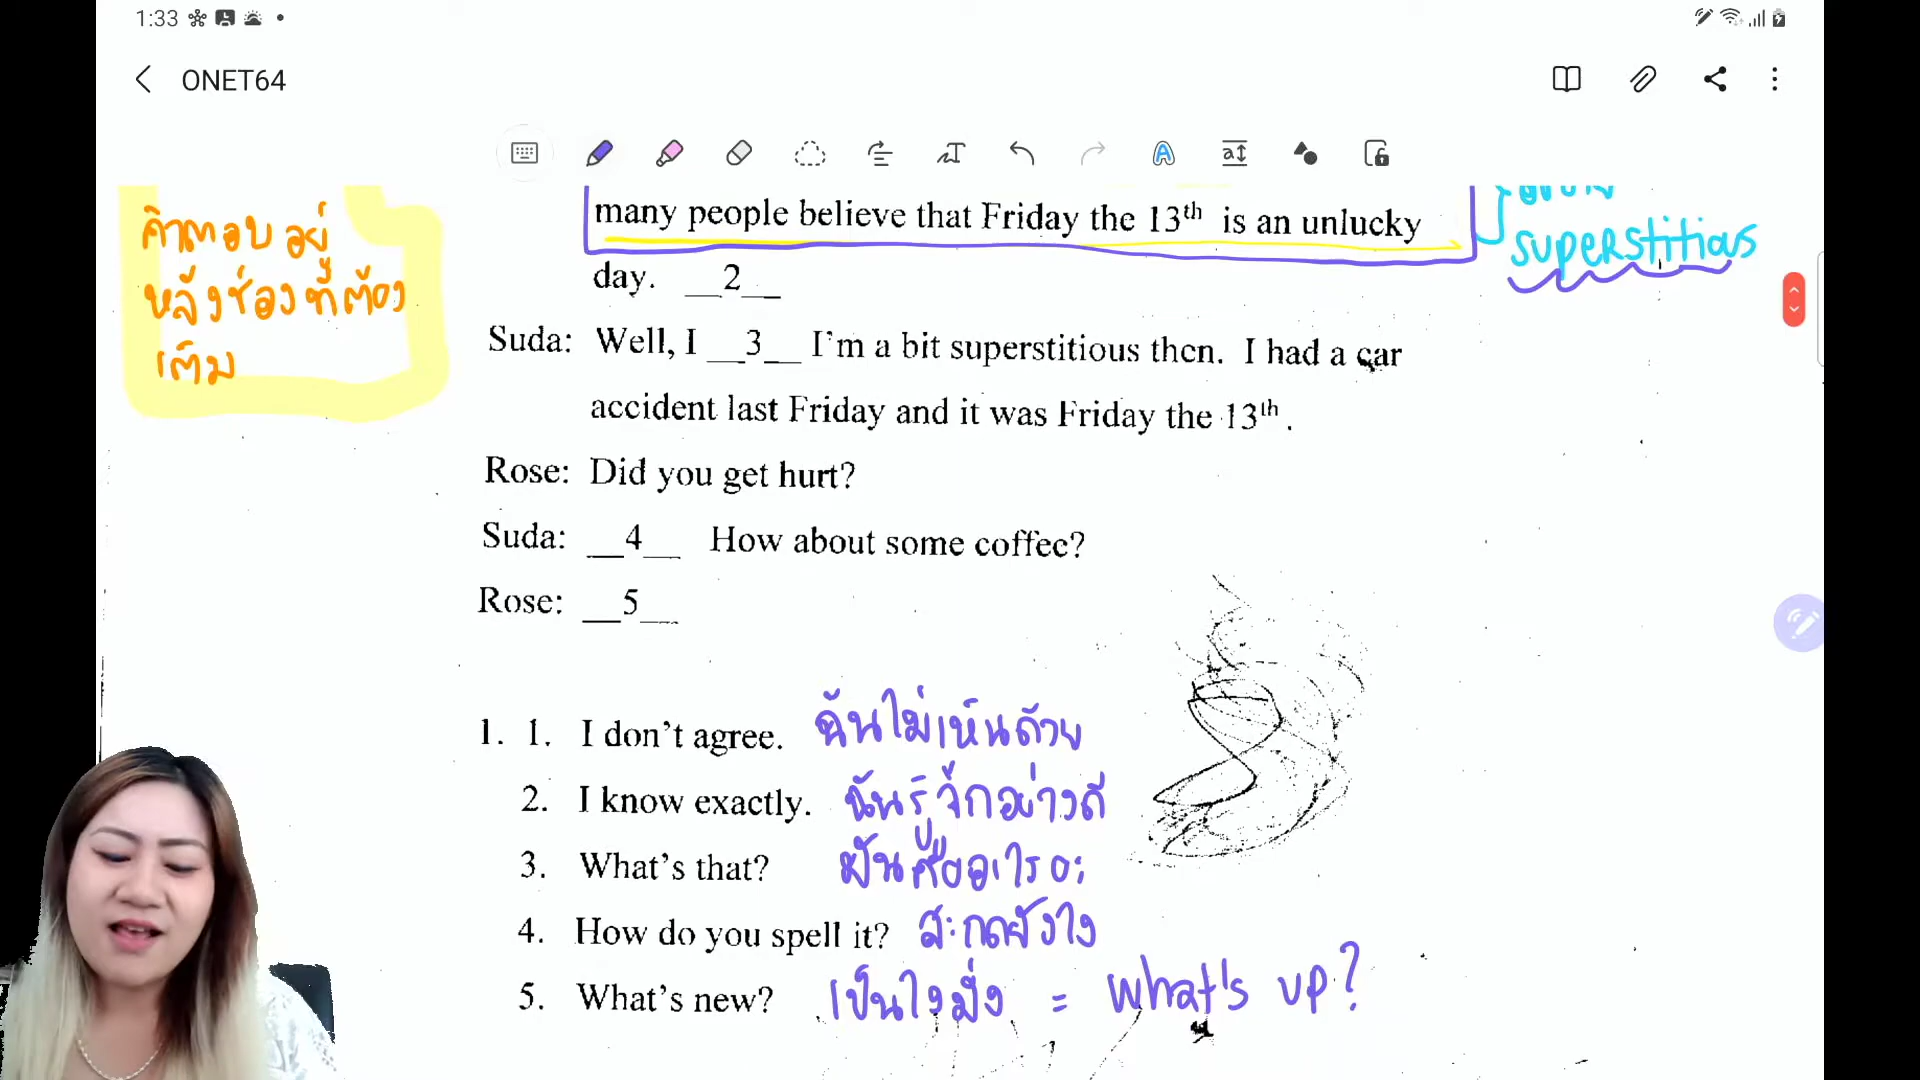 1:33
ONET64
คำตอบอยู่
หลังช่องที่ต้อง
เติม
many people believe that Friday the 13th is an unlucky
superstitious
day. __2__
Suda: Well, I __3__ I'm a bit superstitious then. I had a car
accident last Friday and it was Friday the 13th.
Rose: Did you get hurt?
Suda: __4__ How about some coffee?
Rose: __5__
1. 1. I don't agree. ฉันไม่เห็นด้วย
2. I know exactly. ฉันรู้จักอย่างดี
3. What's that? มันคืออะไรอะ
4. How do you spell it? สะกดยังไง
5. What's new? เป็นไงมั่ง = what's up?